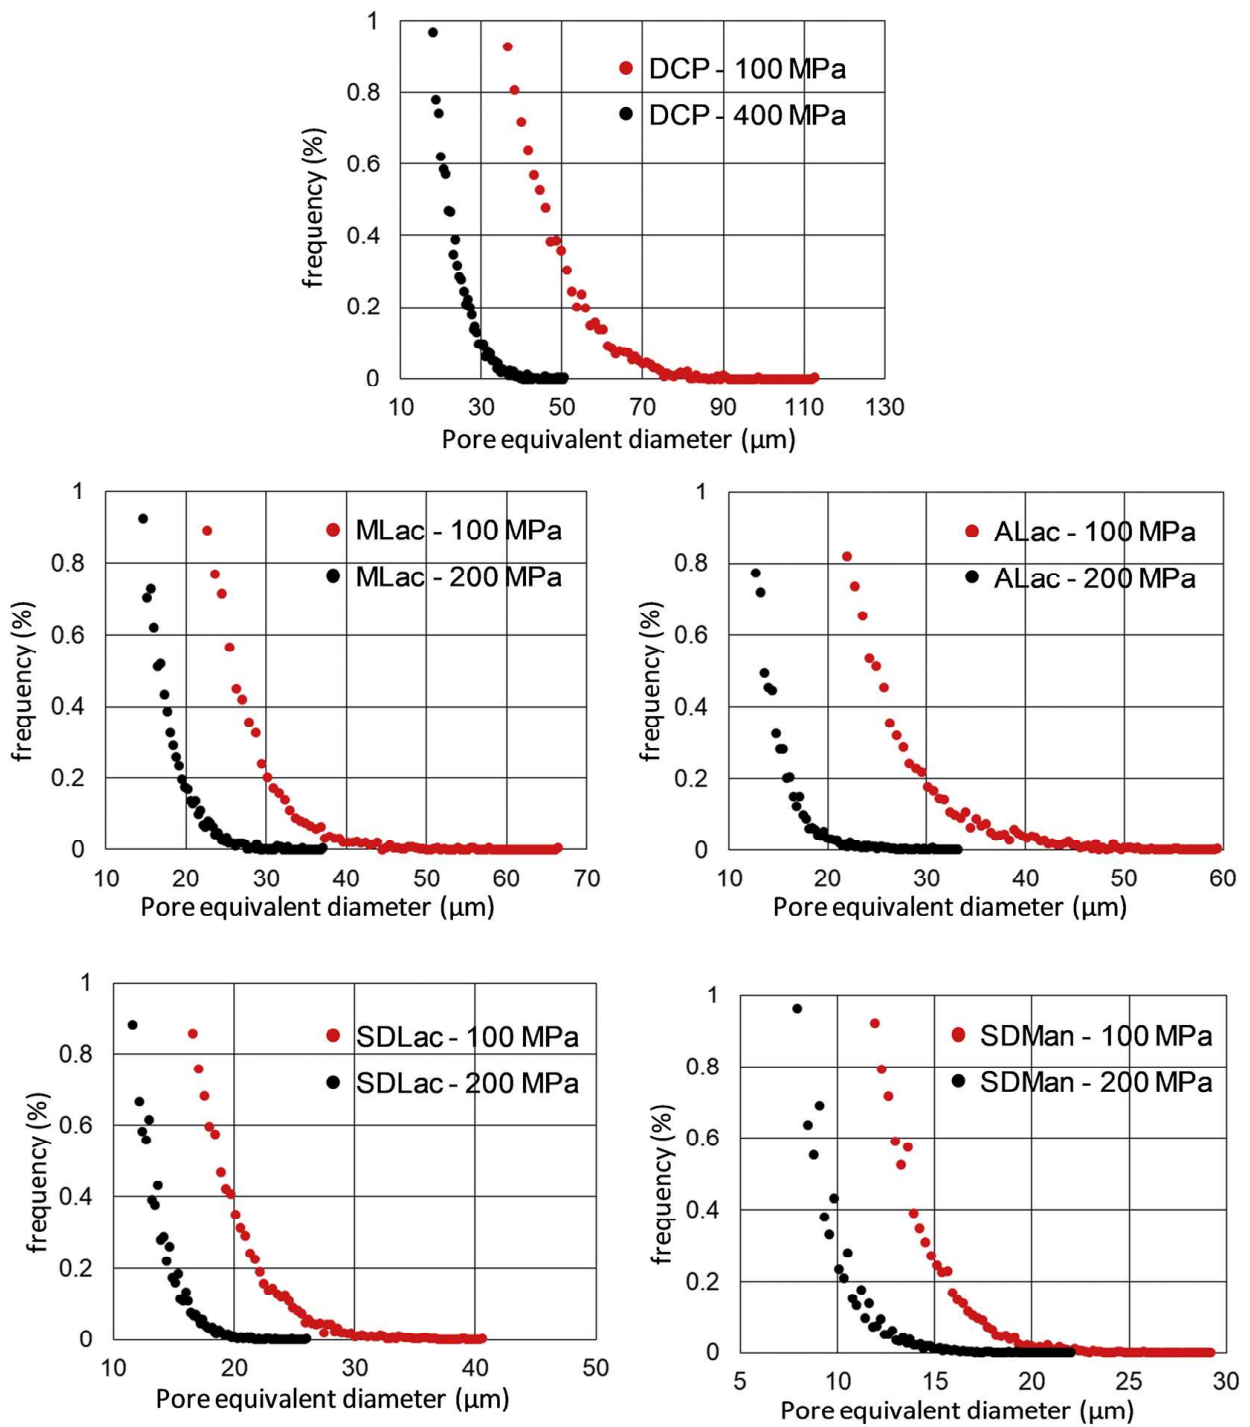 1
0.8
0.6
0.4
0.2
0
frequency (%)
DCP - 100 MPa
DCP - 400 MPa
10 30 50 70 90 110 130
Pore equivalent diameter (μm)
1
0.8
0.6
0.4
0.2
0
frequency (%)
MLac - 100 MPa
MLac - 200 MPa
10 20 30 40 50 60 70
Pore equivalent diameter (μm)
1
0.8
0.6
0.4
0.2
0
frequency (%)
ALac - 100 MPa
ALac - 200 MPa
10 20 30 40 50 60
Pore equivalent diameter (μm)
1
0.8
0.6
0.4
0.2
0
frequency (%)
SDLac - 100 MPa
SDLac - 200 MPa
10 20 30 40 50
Pore equivalent diameter (μm)
1
0.8
0.6
0.4
0.2
0
frequency (%)
SDMan - 100 MPa
SDMan - 200 MPa
5 10 15 20 25 30
Pore equivalent diameter (μm)